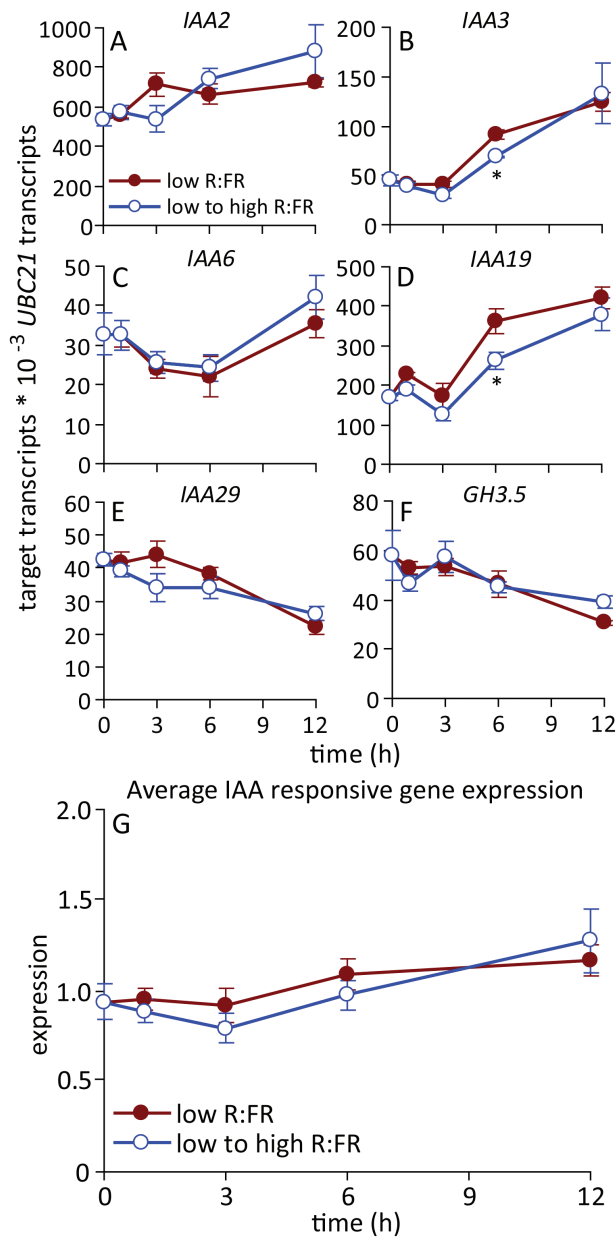 IAA2
IAA3
A
B
1000
800
600
400
200
0
low R:FR
low to high R:FR
200
150
100
50
0
*
IAA6
IAA19
C
D
50
40
30
20
10
0
500
400
300
200
100
0
*
IAA29
GH3.5
E
F
60
50
40
30
20
10
0
80
60
40
20
0
0 3 6 9 12
0 3 6 9 12
target transcripts * 10 -3 UBC21 transcripts
time (h)
Average IAA responsive gene expression
G
2.0
1.5
1.0
0.5
0
expression
low R:FR
low to high R:FR
0 3 6 9 12
time (h)